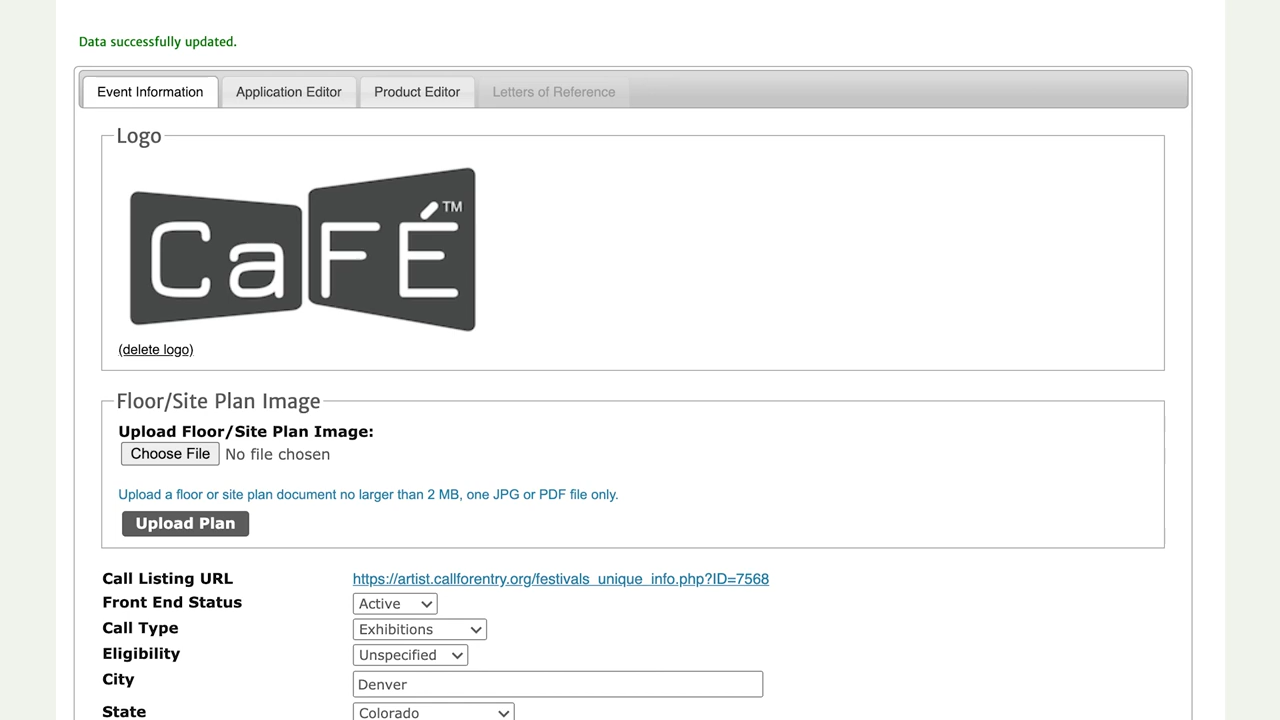 Data successfully updated.
Event Information Application Editor Product Editor Letters of Reference
Logo
CaFÉ™
(delete logo)
Floor/Site Plan Image
Upload Floor/Site Plan Image:
Choose File No file chosen
Upload a floor or site plan document no larger than 2 MB, one JPG or PDF file only.
Upload Plan
Call Listing URL https://artist.callforentry.org/festivals_unique_info.php?ID=7568
Front End Status Active
Call Type Exhibitions
Eligibility Unspecified
City Denver
State Colorado